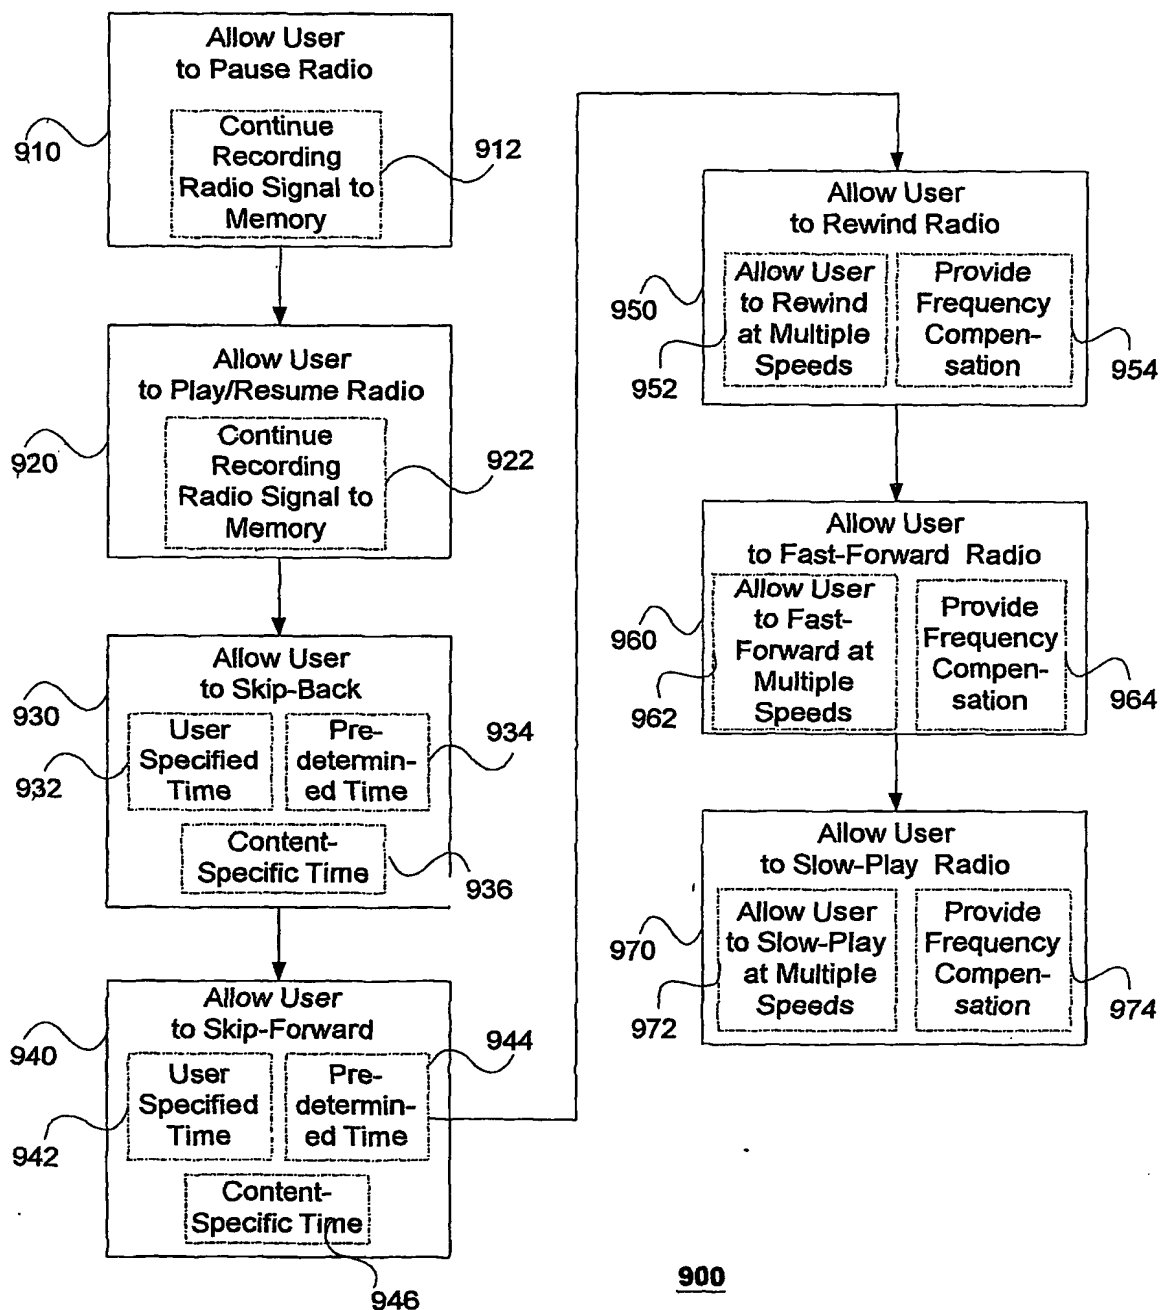 Allow User
to Pause Radio
Continue
Recording
Radio Signal to
Memory
910
912
Allow User
to Play/Resume Radio
Continue
Recording
Radio Signal to
Memory
920
922
Allow User
to Skip-Back
User
Specified
Time
Pre-
determin-
ed Time
Content-
Specific Time
930
932
934
936
Allow User
to Skip-Forward
User
Specified
Time
Pre-
determin-
ed Time
Content-
Specific Time
940
942
944
946
Allow User
to Rewind Radio
Allow User
to Rewind
at Multiple
Speeds
Provide
Frequency
Compen-
sation
950
952
954
Allow User
to Fast-Forward Radio
Allow User
to Fast-
Forward at
Multiple
Speeds
Provide
Frequency
Compen-
sation
960
962
964
Allow User
to Slow-Play Radio
Allow User
to Slow-Play
at Multiple
Speeds
Provide
Frequency
Compen-
sation
970
972
974
900